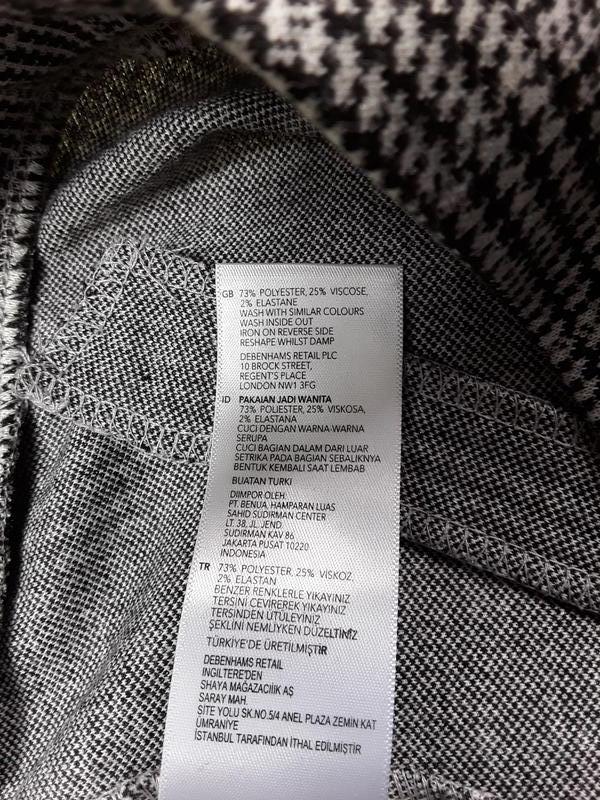 GB 73% POLYESTER, 25% VISCOSE,
2% ELASTANE
WASH WITH SIMILAR COLOURS
WASH INSIDE OUT
IRON ON REVERSE SIDE
RESHAPE WHILST DAMP
DEBENHAMS RETAIL PLC
10 BROCK STREET,
REGENT'S PLACE
LONDON NW1 3FG
ID PAKAIAN JADI WANITA
73% POLIESTER, 25% VISKOSA,
2% ELASTANA
CUCI DENGAN WARNA-WARNA
SERUPA
CUCI BAGIAN DALAM DARI LUAR
SETRIKA PADA BAGIAN SEBALIKNYA
BENTUK KEMBALI SAAT LEMBAB
BUATAN TURKI
DIIMPOR OLEH:
PT. BENUA HAMPARAN LUAS
SAHID SUDIRMAN CENTER
LT. 38, JL. JEND
SUDIRMAN KAV 86
JAKARTA PUSAT 10220
INDONESIA
TR 73% POLYESTER, 25% VISKOZ,
2% ELASTAN
BENZER RENKLERLE YIKAYINIZ
TERSİNİ ÇEVİREREK YIKAYINIZ
TERSİNDEN ÜTÜLEYİNİZ
ŞEKLİNİ NEMLİYKEN DÜZELTİNİZ
TÜRKİYE'DE ÜRETİLMİŞTİR
DEBENHAMS RETAIL
İNGİLTERE'DEN
SHAYA MAĞAZACIIİK AŞ
SARAY MAH.
SİTE YOLU SK.NO.5/4 ANEL PLAZA ZEMİN KAT
ÜMRANİYE
İSTANBUL TARAFINDAN İTHAL EDİLMİŞTİR